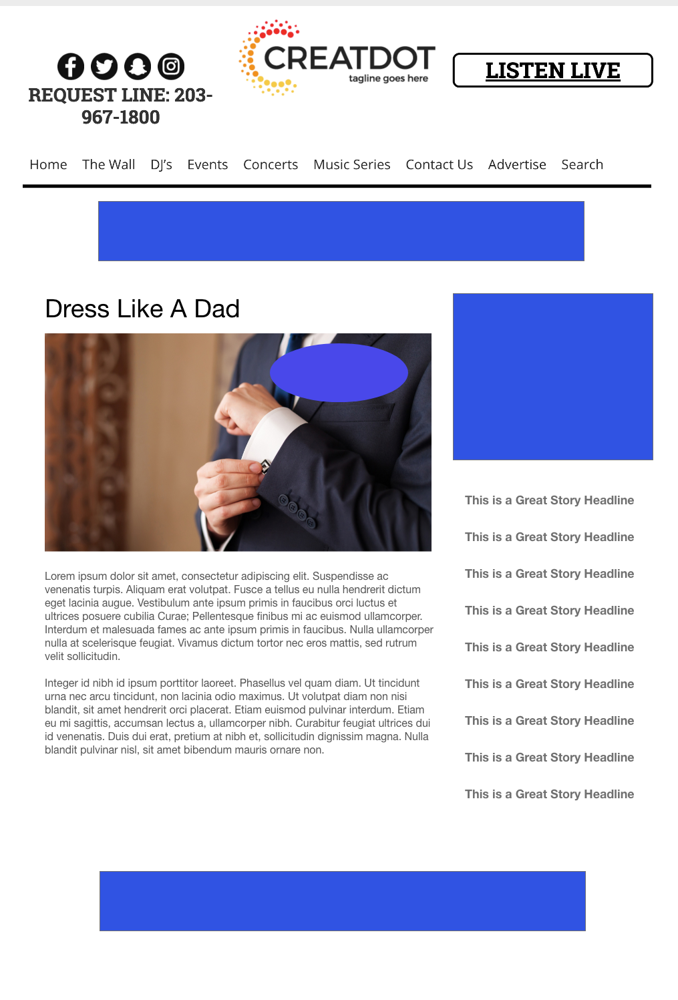 REQUEST LINE: 203-
967-1800
CREATDOT
tagline goes here
LISTEN LIVE
Home The Wall DJ's Events Concerts Music Series Contact Us Advertise Search
Dress Like A Dad
Lorem ipsum dolor sit amet, consectetur adipiscing elit. Suspendisse ac
venenatis turpis. Aliquam erat volutpat. Fusce a tellus eu nulla hendrerit dictum
eget lacinia augue. Vestibulum ante ipsum primis in faucibus orci luctus et
ultrices posuere cubilia Curae; Pellentesque finibus mi ac euismod ullamcorper.
Interdum et malesuada fames ac ante ipsum primis in faucibus. Nulla ullamcorper
nulla at scelerisque feugiat. Vivamus dictum tortor nec eros mattis, sed rutrum
velit sollicitudin.
Integer id nibh id ipsum porttitor laoreet. Phasellus vel quam diam. Ut tincidunt
urna nec arcu tincidunt, non lacinia odio maximus. Ut volutpat diam non nisi
blandit, sit amet hendrerit orci placerat. Etiam euismod pulvinar interdum. Etiam
eu mi sagittis, accumsan lectus a, ullamcorper nibh. Curabitur feugiat ultrices dui
id venenatis. Duis dui erat, pretium at nibh et, sollicitudin dignissim magna. Nulla
blandit pulvinar nisl, sit amet bibendum mauris ornare non.
This is a Great Story Headline
This is a Great Story Headline
This is a Great Story Headline
This is a Great Story Headline
This is a Great Story Headline
This is a Great Story Headline
This is a Great Story Headline
This is a Great Story Headline
This is a Great Story Headline